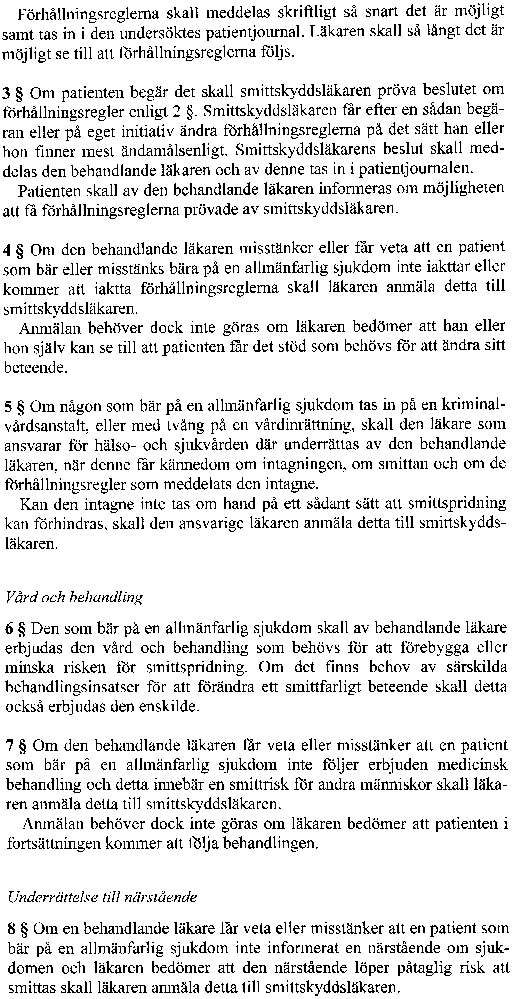 Förhållningsreglerna skall meddelas skriftligt så snart det är möjligt
samt tas in i den undersöktes patientjournal. Läkaren skall så långt det är
möjligt se till att förhållningsreglerna följs.
3 § Om patienten begär det skall smittskyddsläkaren pröva beslutet om
förhållningsregler enligt 2 §. Smittskyddsläkaren får efter en sådan begä-
ran eller på eget initiativ ändra förhållningsreglerna på det sätt han eller
hon finner mest ändamålsenligt. Smittskyddsläkarens beslut skall med-
delas den behandlande läkaren och av denne tas in i patientjournalen.
Patienten skall av den behandlande läkaren informeras om möjligheten
att få förhållningsreglerna prövade av smittskyddsläkaren.
4 § Om den behandlande läkaren misstänker eller får veta att en patient
som bär eller misstänks bära på en allmänfarlig sjukdom inte iakttar eller
kommer att iaktta förhållningsreglerna skall läkaren anmäla detta till
smittskyddsläkaren.
Anmälan behöver dock inte göras om läkaren bedömer att han eller
hon själv kan se till att patienten får det stöd som behövs för att ändra sitt
beteende.
5 § Om någon som bär på en allmänfarlig sjukdom tas in på en kriminal-
vårdsanstalt, eller med tvång på en vårdinrättning, skall den läkare som
ansvarar för hälso- och sjukvården där underrättas av den behandlande
läkaren, när denne får kännedom om intagningen, om smittan och om de
förhållningsregler som meddelats den intagne.
Kan den intagne inte tas om hand på ett sådant sätt att smittspridning
kan förhindras, skall den ansvarige läkaren anmäla detta till smittskydds-
läkaren.
Vård och behandling
6 § Den som bär på en allmänfarlig sjukdom skall av behandlande läkare
erbjudas den vård och behandling som behövs för att förebygga eller
minska risken för smittspridning. Om det finns behov av särskilda
behandlingsinsatser för att förändra ett smittfarligt beteende skall detta
också erbjudas den enskilde.
7 § Om den behandlande läkaren får veta eller misstänker att en patient
som bär på en allmänfarlig sjukdom inte följer erbjuden medicinsk
behandling och detta innebär en smittrisk för andra människor skall läka-
ren anmäla detta till smittskyddsläkaren.
Anmälan behöver dock inte göras om läkaren bedömer att patienten i
fortsättningen kommer att följa behandlingen.
Underrättelse till närstående
8 § Om en behandlande läkare får veta eller misstänker att en patient som
bär på en allmänfarlig sjukdom inte informerat en närstående om sjuk-
domen och läkaren bedömer att den närstående löper påtaglig risk att
smittas skall läkaren anmäla detta till smittskyddsläkaren.